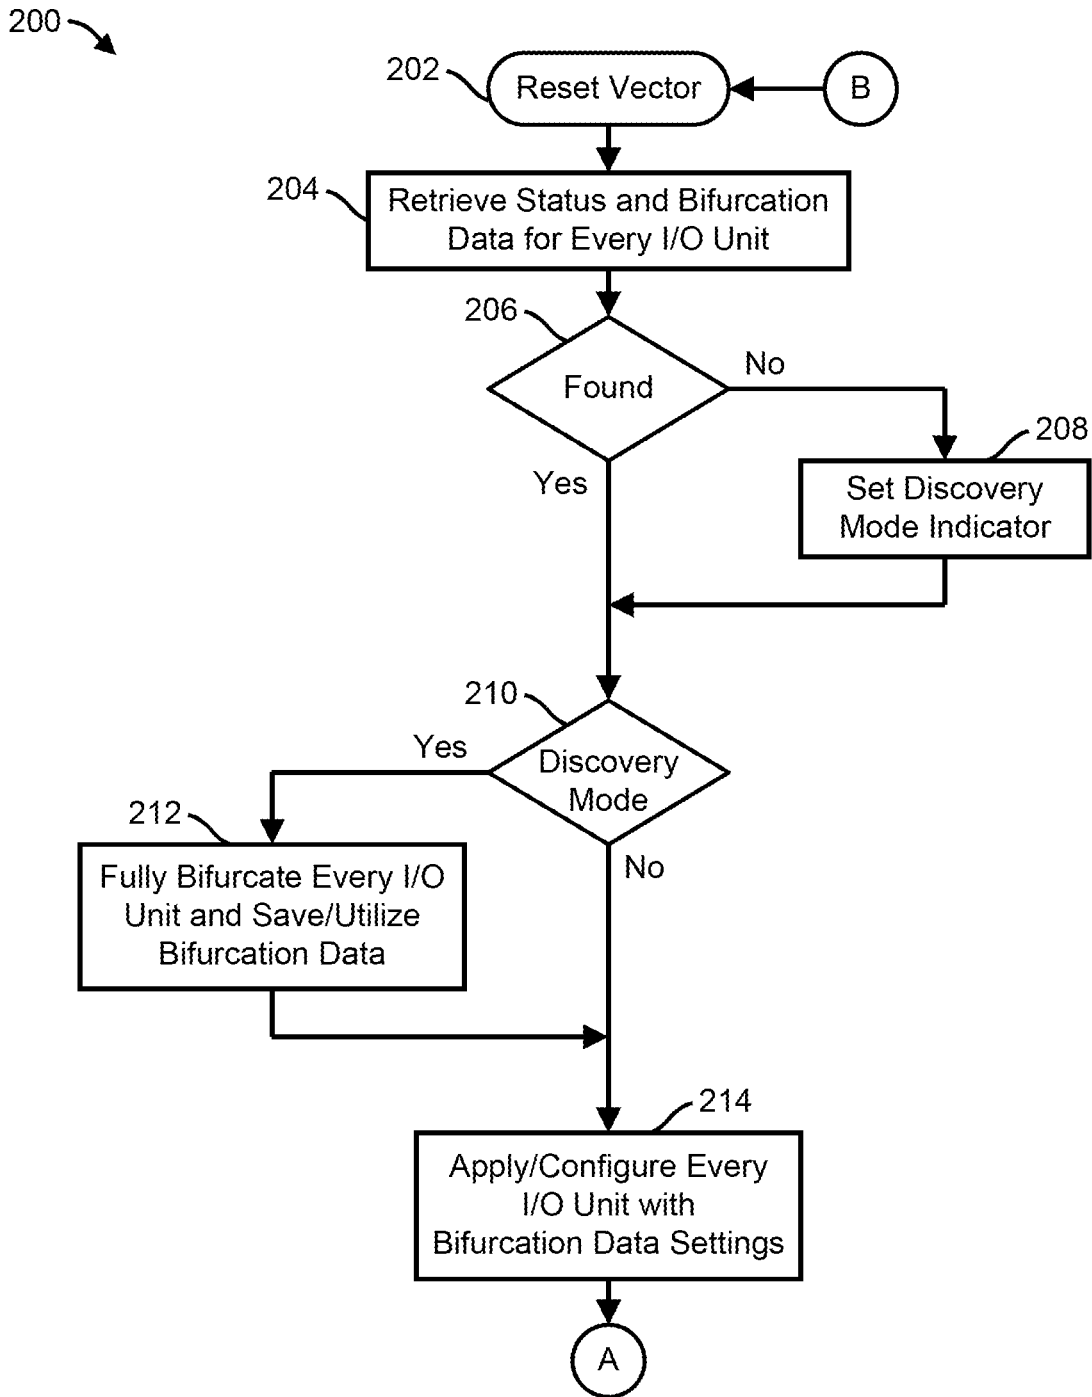 200
202
Reset Vector
B
204
Retrieve Status and Bifurcation
Data for Every I/O Unit
206
Found
No
Yes
208
Set Discovery
Mode Indicator
210
Yes
Discovery
Mode
No
212
Fully Bifurcate Every I/O
Unit and Save/Utilize
Bifurcation Data
214
Apply/Configure Every
I/O Unit with
Bifurcation Data Settings
A